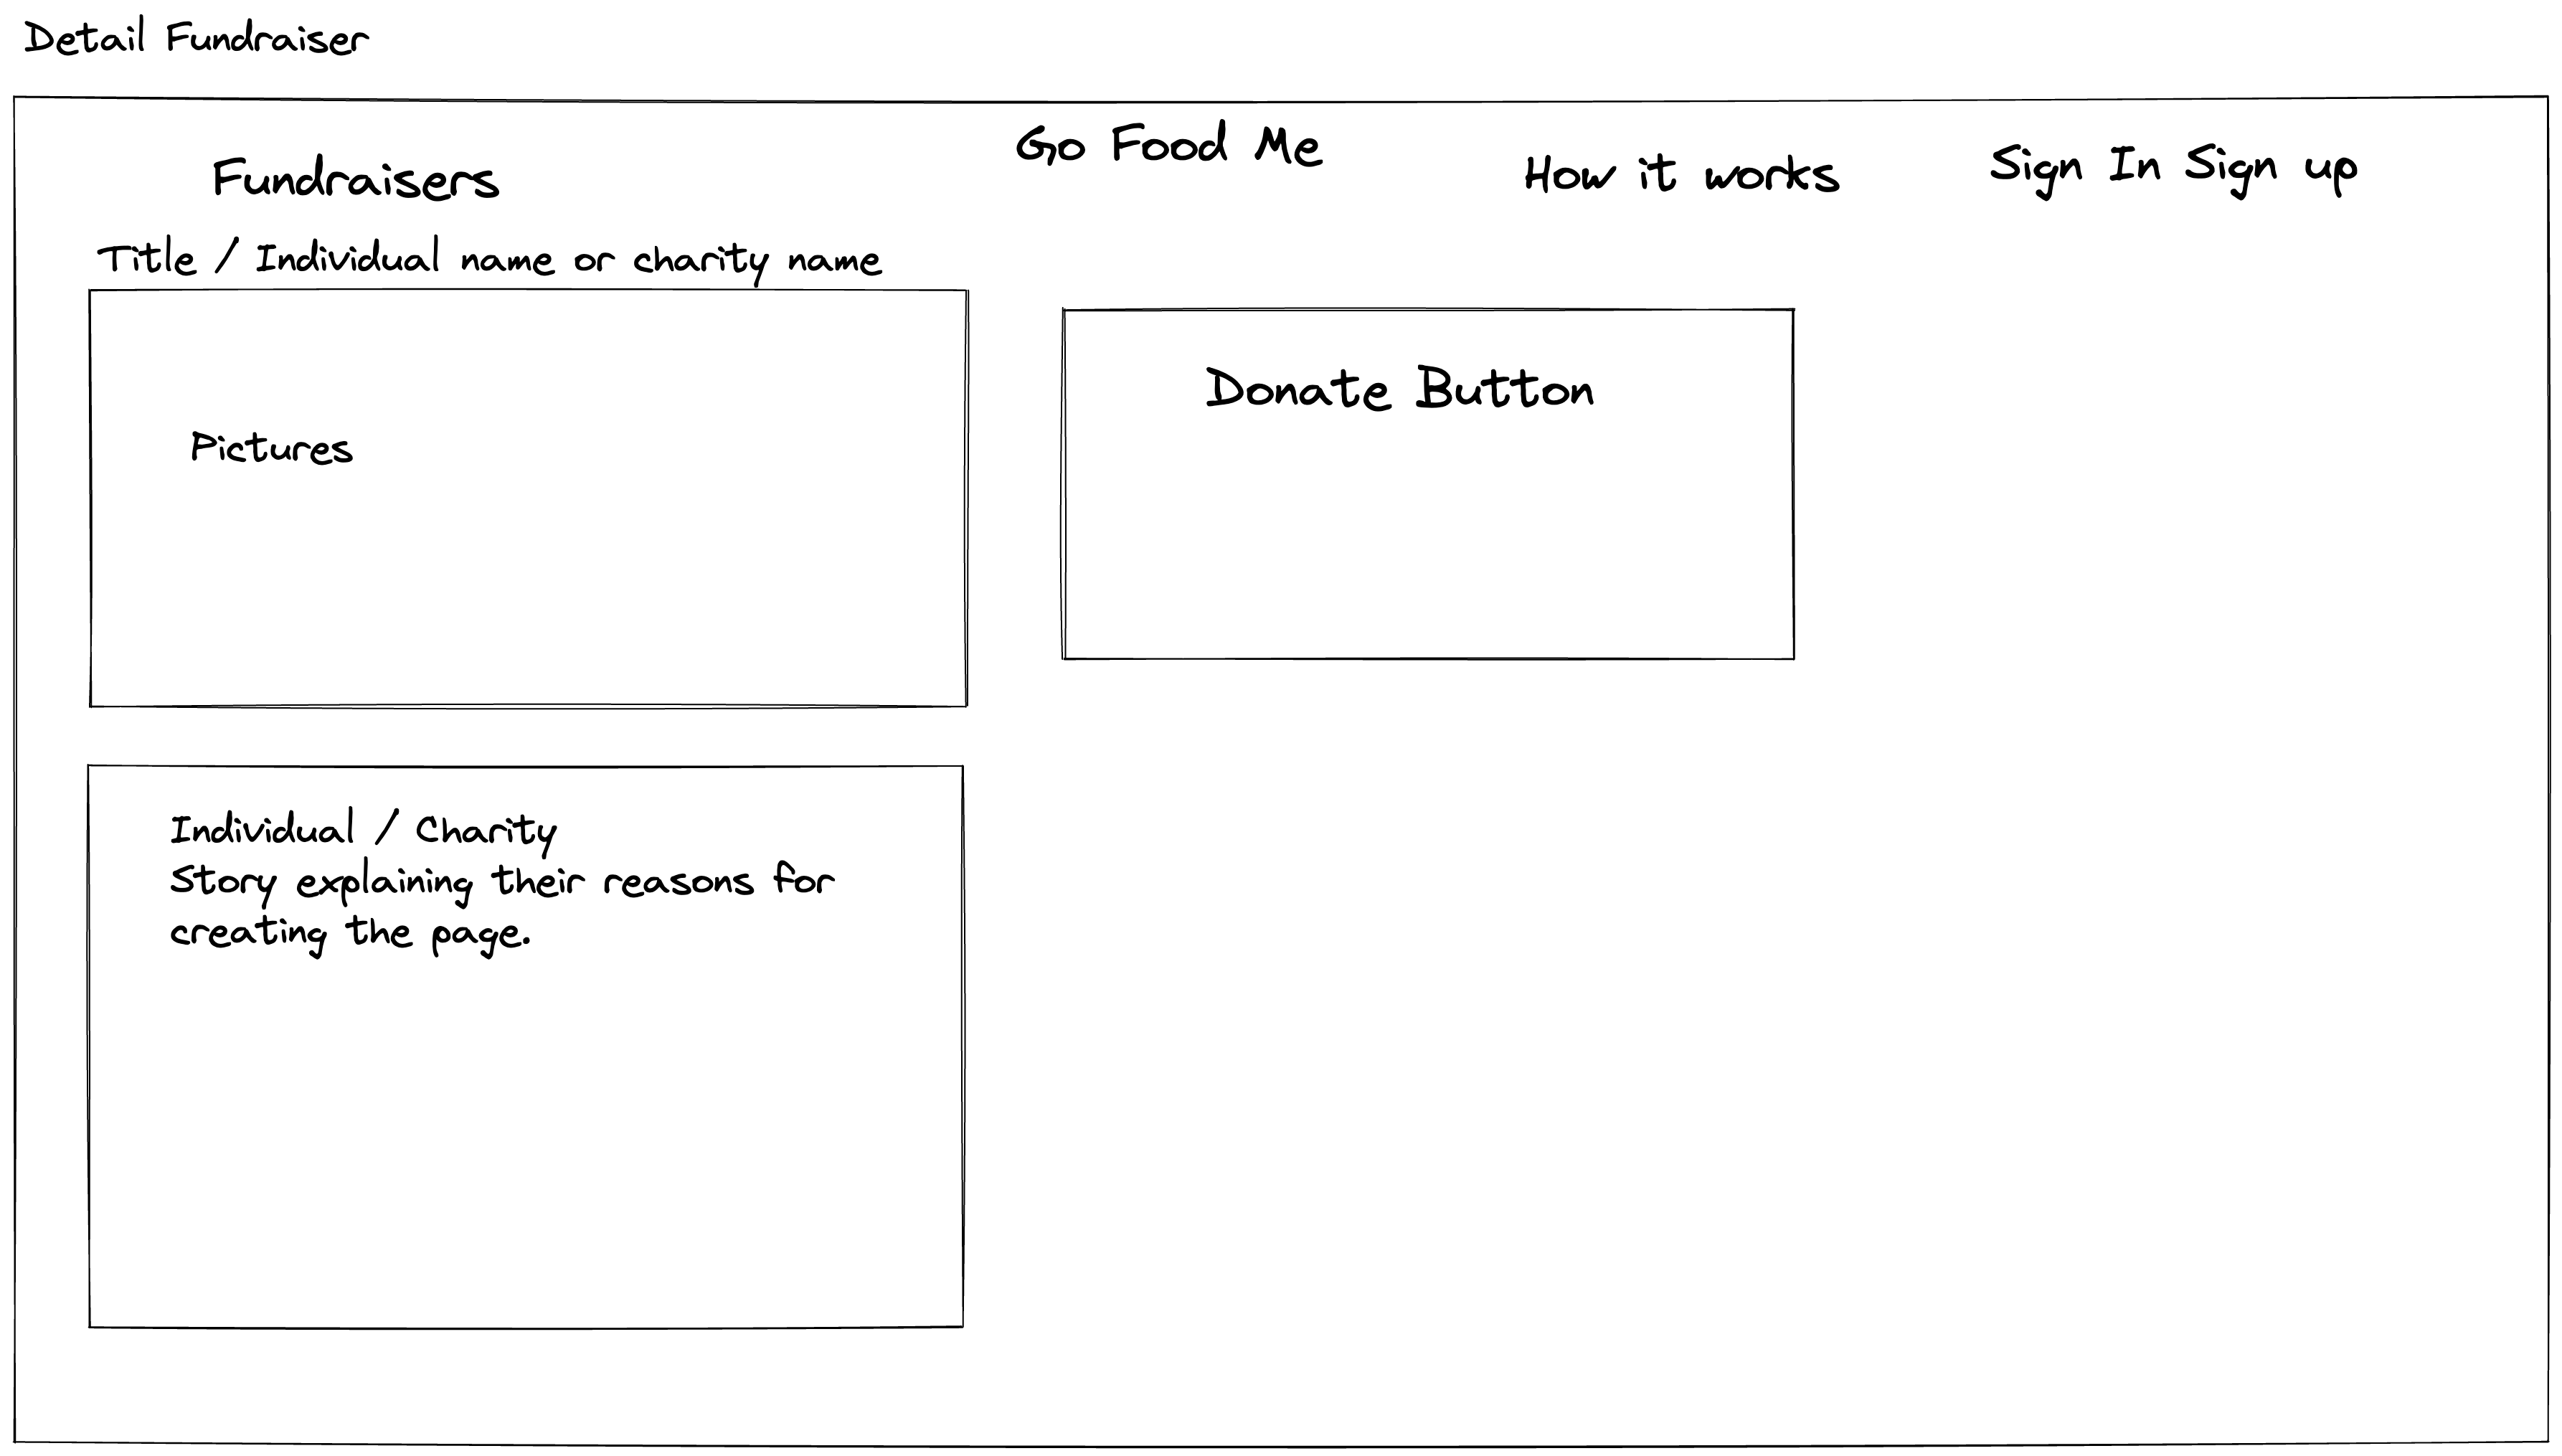 Detail Fundraiser
Go Food Me
Fundraisers
How it works
Sign In Sign up
Title / Individual name or charity name
Pictures
Donate Button
Individual / Charity
Story explaining their reasons for
creating the page.